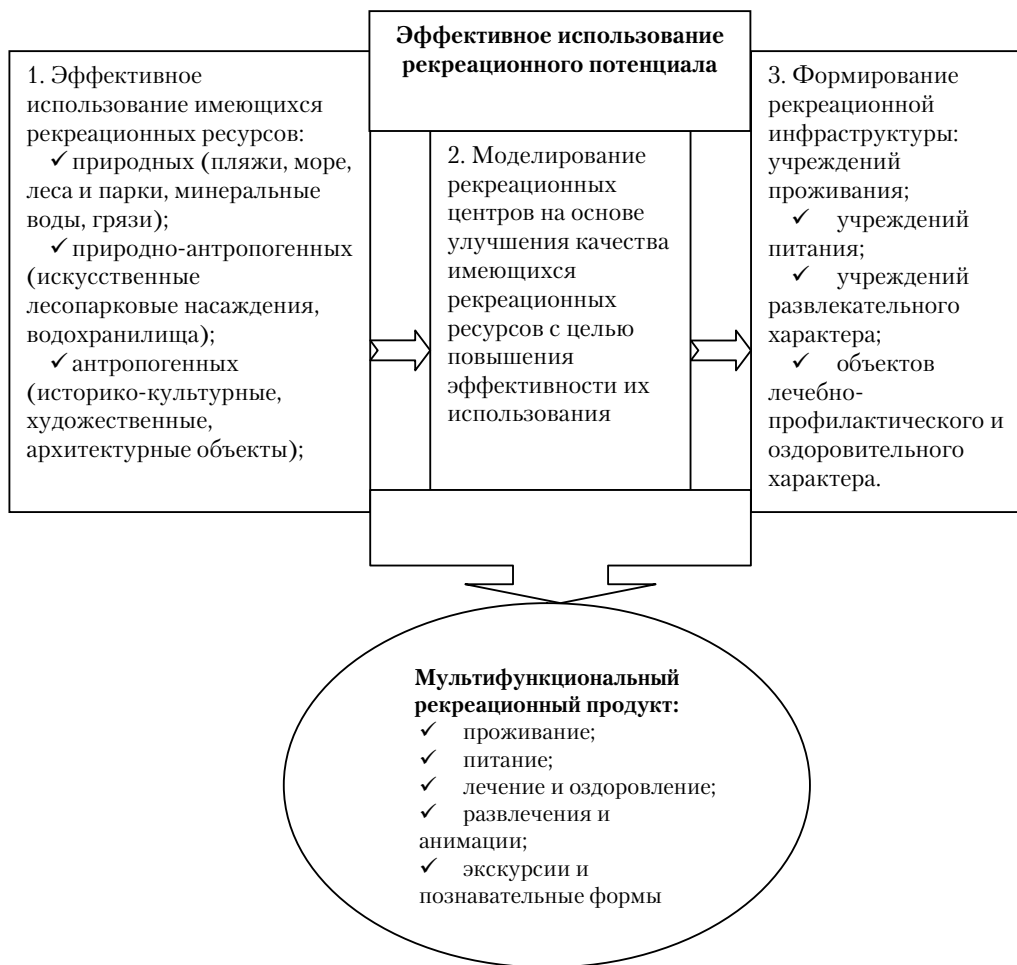 Эффективное использование
рекреационного потенциала
1. Эффективное
использование имеющихся
рекреационных ресурсов:
✓ природных (пляжи, море,
леса и парки, минеральные
воды, грязи);
✓ природно-антропогенных
(искусственные
лесопарковые насаждения,
водохранилища);
✓ антропогенных
(историко-культурные,
художественные,
архитектурные объекты);
2. Моделирование
рекреационных
центров на основе
улучшения качества
имеющихся
рекреационных
ресурсов с целью
повышения
эффективности их
использования
3. Формирование
рекреационной
инфраструктуры:
учреждений
проживания;
✓ учреждений
питания;
✓ учреждений
развлекательного
характера;
✓ объектов
лечебно-
профилактического и
оздоровительного
характера.
Мультифункциональный
рекреационный продукт:
✓ проживание;
✓ питание;
✓ лечение и оздоровление;
✓ развлечения и
анимации;
✓ экскурсии и
познавательные формы